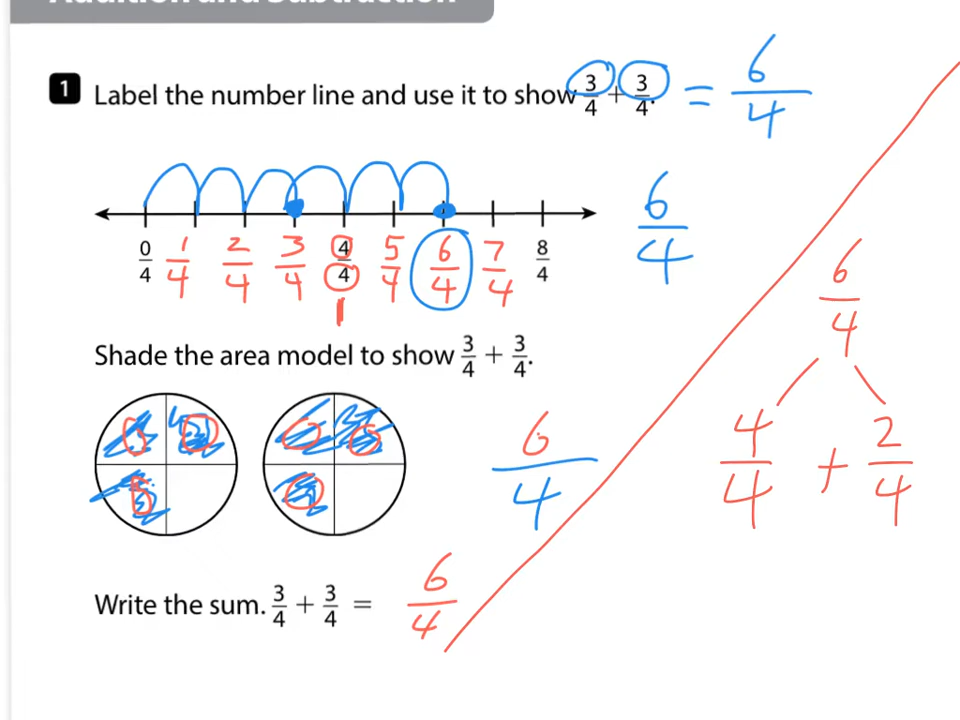 Addition and Subtraction
1 Label the number line and use it to show 3/4 + 3/4. = 6/4
0/4 1/4 2/4 3/4 4/4 5/4 6/4 7/4 8/4
1
6/4
6/4
4/4 + 2/4
Shade the area model to show 3/4 + 3/4.
6/4
Write the sum. 3/4 + 3/4 = 6/4